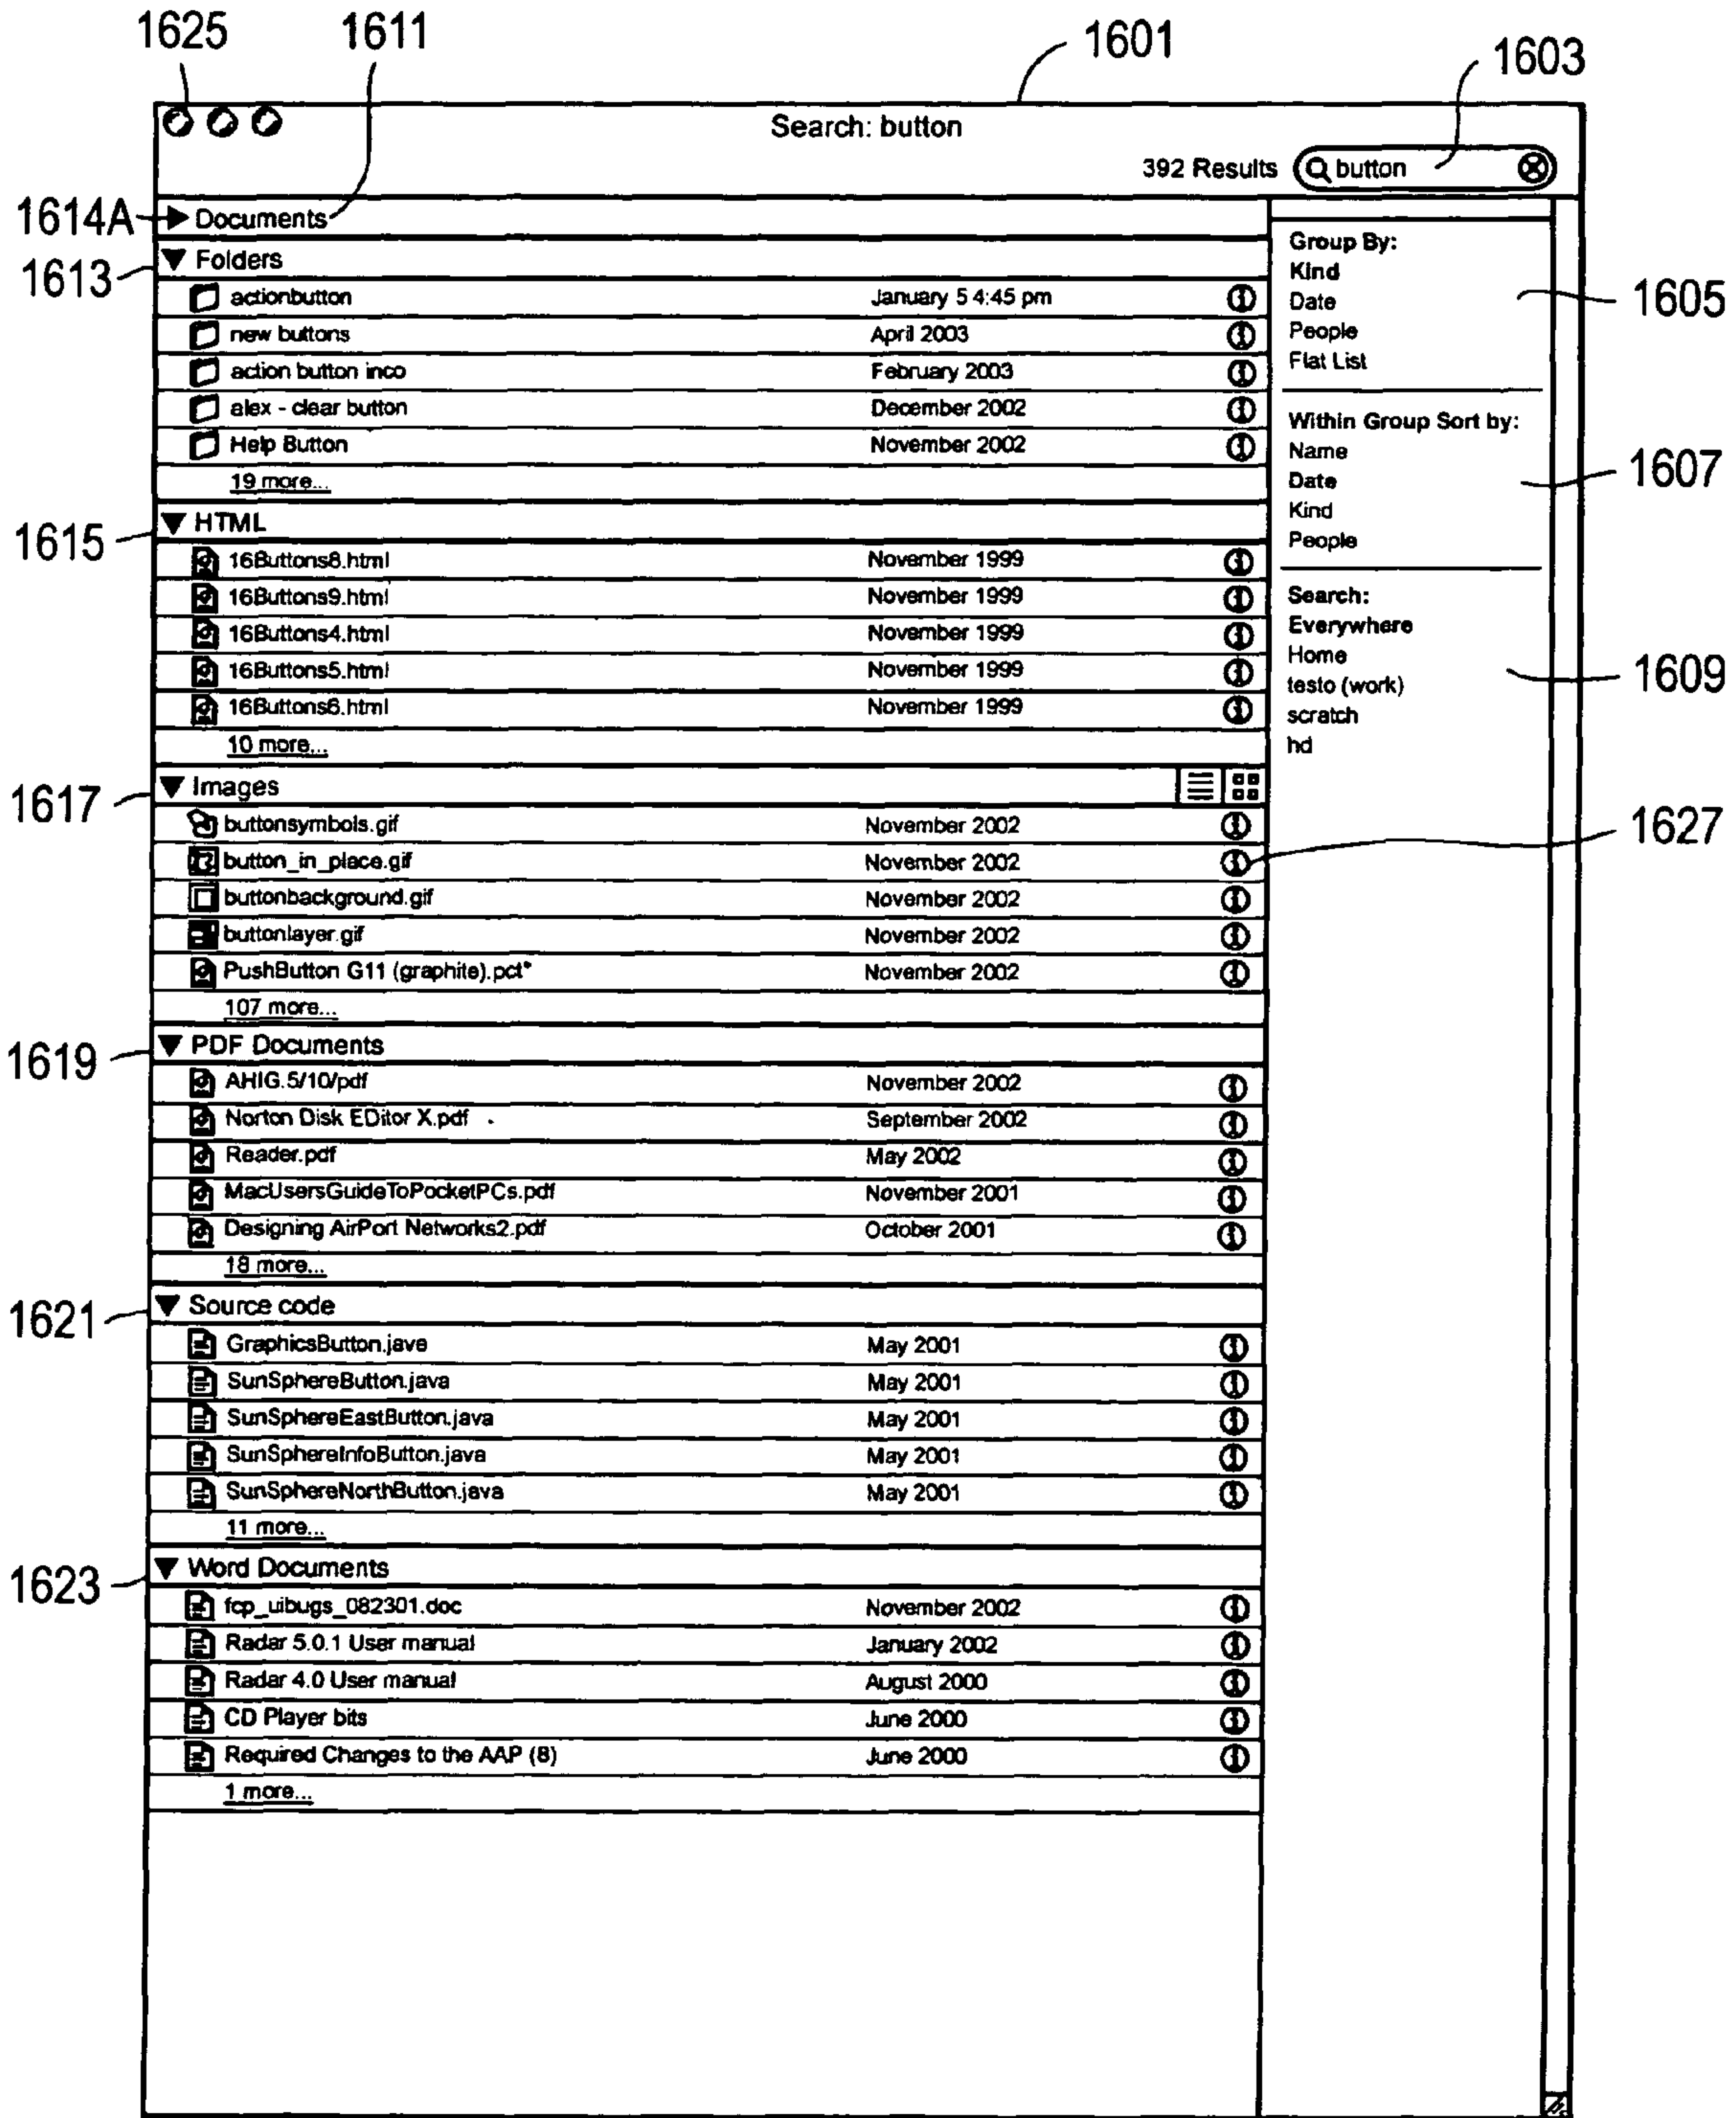 1625 1611 1601 1603
Search: button
392 Results button
1614A Documents
1613 Folders
actionbutton January 5 4:45 pm
new buttons April 2003
action button inco February 2003
alex - clear button December 2002
Help Button November 2002
19 more...
1615 HTML
16Buttons8.html November 1999
16Buttons9.html November 1999
16Buttons4.html November 1999
16Buttons5.html November 1999
16Buttons6.html November 1999
10 more...
1617 Images
buttonsymbols.gif November 2002
button_in_place.gif November 2002
buttonbackground.gif November 2002
buttonlayer.gif November 2002
PushButton G11 (graphite).pct* November 2002
107 more...
1619 PDF Documents
AHIG.5/10/pdf November 2002
Norton Disk EDitor X.pdf September 2002
Reader.pdf May 2002
MacUsersGuideToPocketPCs.pdf November 2001
Designing AirPort Networks2.pdf October 2001
18 more...
1621 Source code
GraphicsButton.jave May 2001
SunSphereButton.java May 2001
SunSphereEastButton.java May 2001
SunSphereInfoButton.java May 2001
SunSphereNorthButton.java May 2001
11 more...
1623 Word Documents
fcp_uibugs_082301.doc November 2002
Radar 5.0.1 User manual January 2002
Radar 4.0 User manual August 2000
CD Player bits June 2000
Required Changes to the AAP (8) June 2000
1 more...
Group By:
Kind
Date 1605
People
Flat List
Within Group Sort by:
Name
Date 1607
Kind
People
Search:
Everywhere
Home
testo (work) 1609
scratch
hd
1627